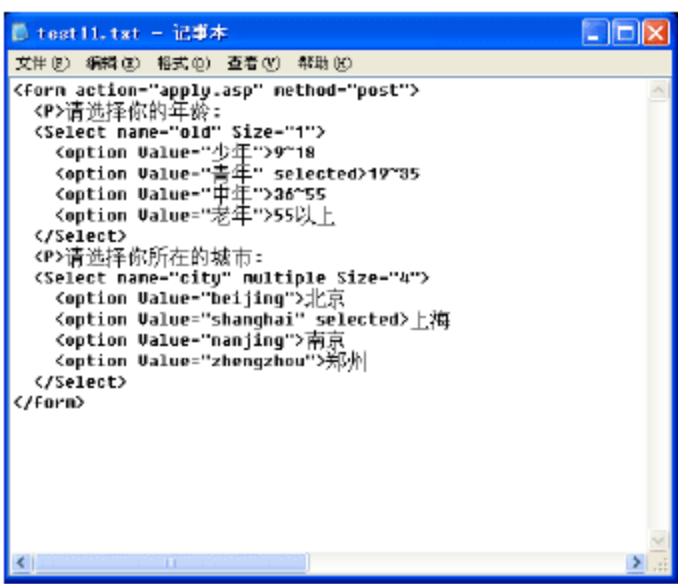 test11.txt - 记事本
文件(F) 编辑(E) 格式(O) 查看(V) 帮助(H)
<form action="apply.asp" method="post">
<P>请选择你的年龄:
<Select name="old" Size="1">
<option Value="少年">9~18
<option Value="青年" selected>19~35
<option Value="中年">36~55
<option Value="老年">55以上
</Select>
<P>请选择你所在的城市:
<Select name="city" multiple Size="4">
<option Value="beijing">北京
<option Value="shanghai" selected>上海
<option Value="nanjing">南京
<option Value="zhengzhou">郑州
</Select>
</form>